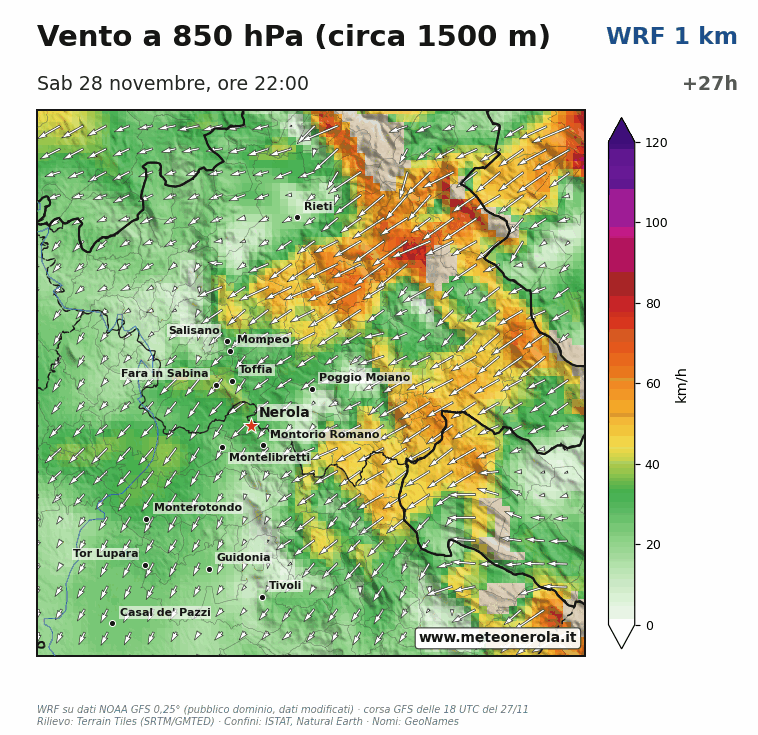 Vento a 850 hPa (circa 1500 m)
WRF 1 km
Sab 28 novembre, ore 22:00
+27h
Rieti
Salisano
Mompeo
Fara in Sabina
Toffia
Poggio Moiano
Nerola
Montorio Romano
Montelibretti
Monterotondo
Tor Lupara
Guidonia
Tivoli
Casal de' Pazzi
www.meteonerola.it
120
100
80
60
40
20
0
km/h
WRF su dati NOAA GFS 0,25° (pubblico dominio, dati modificati) · corsa GFS delle 18 UTC del 27/11
Rilievo: Terrain Tiles (SRTM/GMTED) · Confini: ISTAT, Natural Earth · Nomi: GeoNames